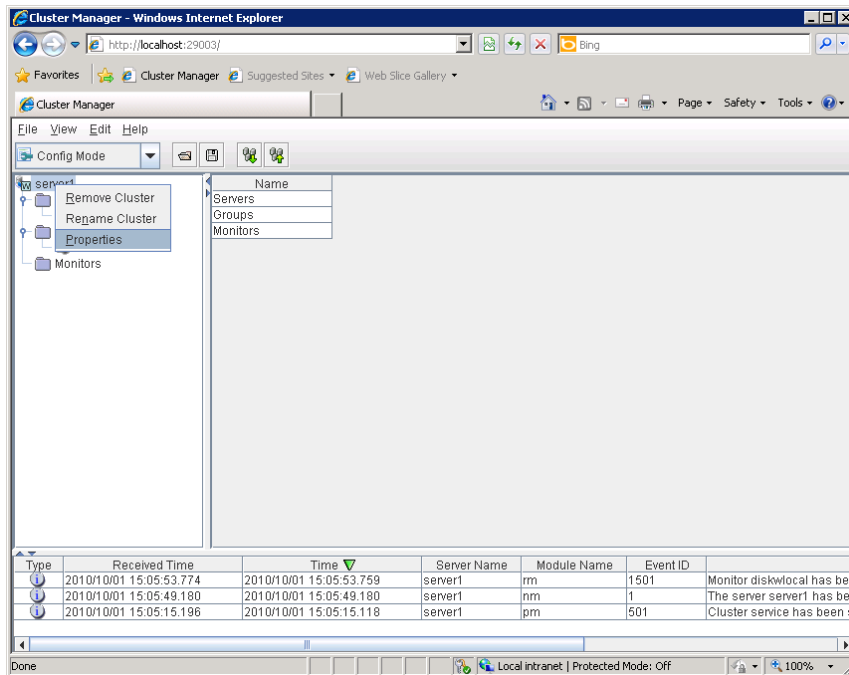 Cluster Manager - Windows Internet Explorer
http://localhost:29003/
Bing
Favorites Cluster Manager Suggested Sites Web Slice Gallery
Cluster Manager
Page Safety Tools
File View Edit Help
Config Mode
server1
Remove Cluster
Rename Cluster
Properties
Monitors
Name
Servers
Groups
Monitors
Type Received Time Time Server Name Module Name Event ID
2010/10/01 15:05:53.774 2010/10/01 15:05:53.759 server1 rm 1501 Monitor diskwlocal has be
2010/10/01 15:05:49.180 2010/10/01 15:05:49.180 server1 nm 1 The server server1 has be
2010/10/01 15:05:15.196 2010/10/01 15:05:15.118 server1 pm 501 Cluster service has been
Done Local intranet | Protected Mode: Off 100%